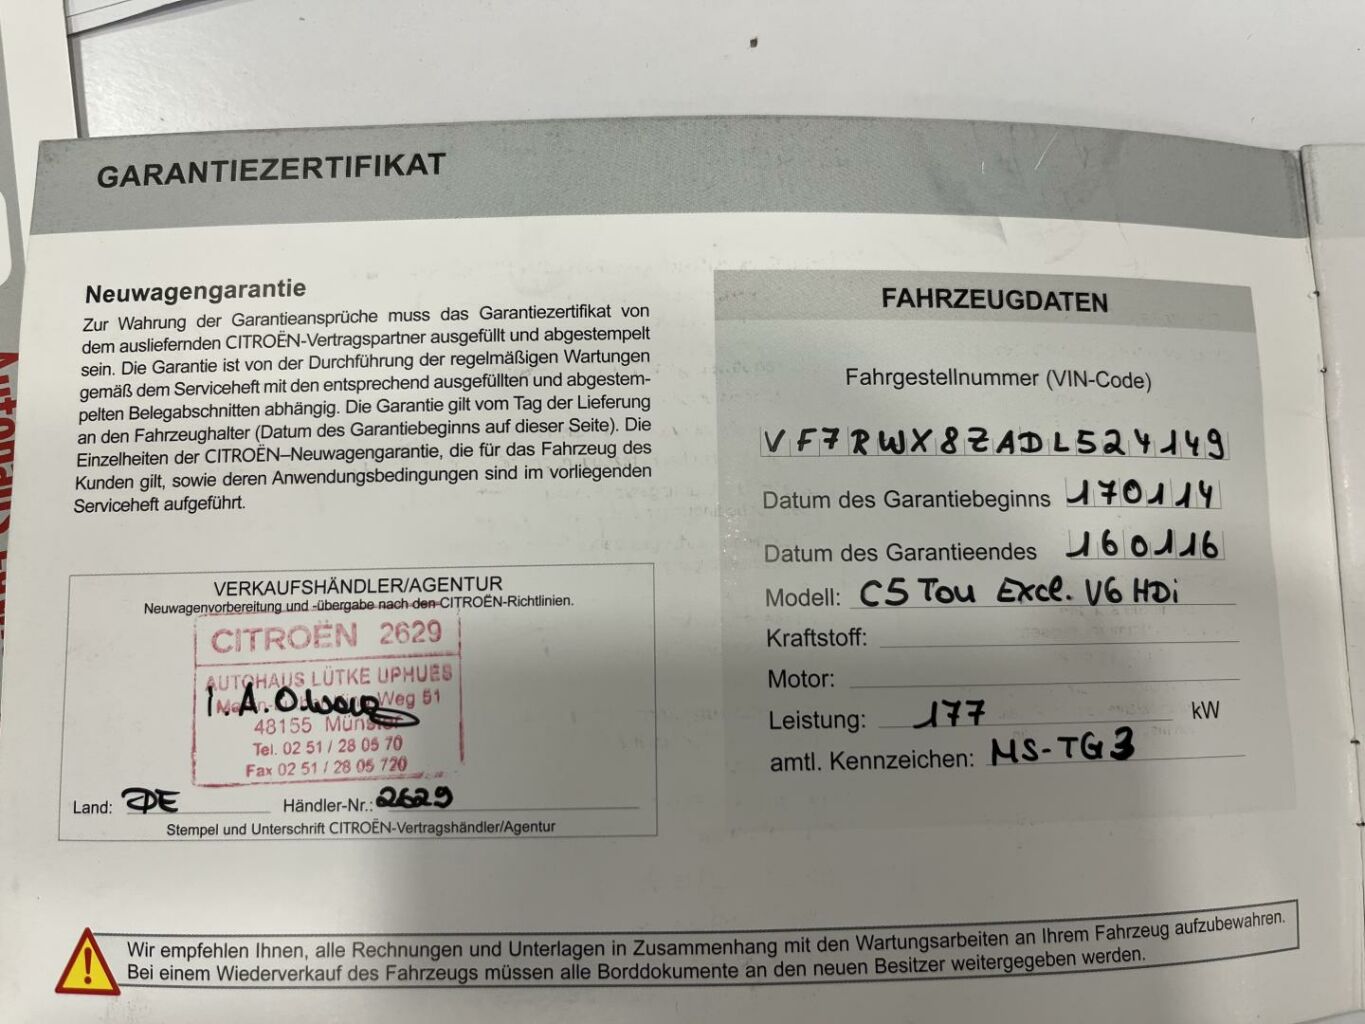 GARANTIEZERTIFIKAT
Neuwagengarantie
Zur Wahrung der Garantieansprüche muss das Garantiezertifikat von
dem ausliefernden CITROËN-Vertragspartner ausgefüllt und abgestempelt
sein. Die Garantie ist von der Durchführung der regelmäßigen Wartungen
gemäß dem Serviceheft mit den entsprechend ausgefüllten und abgestem-
pelten Belegabschnitten abhängig. Die Garantie gilt vom Tag der Lieferung
an den Fahrzeughalter (Datum des Garantiebeginns auf dieser Seite). Die
Einzelheiten der CITROËN–Neuwagengarantie, die für das Fahrzeug des
Kunden gilt, sowie deren Anwendungsbedingungen sind im vorliegenden
Serviceheft aufgeführt.
VERKAUFSHÄNDLER/AGENTUR
Neuwagenvorbereitung und -übergabe nach den CITROËN-Richtlinien.
CITROËN 2629
AUTOHAUS LÜTKE UPHUES
Weg 51
I.A.
48155 Münster
Tel. 02 51 / 28 05 70
Fax 02 51 / 28 05 720
Land: DE Händler-Nr.: 2629
Stempel und Unterschrift CITROËN-Vertragshändler/Agentur
FAHRZEUGDATEN
Fahrgestellnummer (VIN-Code)
VF7RWX8ZADL524149
Datum des Garantiebeginns 170114
Datum des Garantieendes 160116
Modell: C5 Tou Excl. V6 HDi
Kraftstoff:
Motor:
Leistung: 177 kW
amtl. Kennzeichen: MS-TG3
Wir empfehlen Ihnen, alle Rechnungen und Unterlagen in Zusammenhang mit den Wartungsarbeiten an Ihrem Fahrzeug aufzubewahren.
Bei einem Wiederverkauf des Fahrzeugs müssen alle Borddokumente an den neuen Besitzer weitergegeben werden.